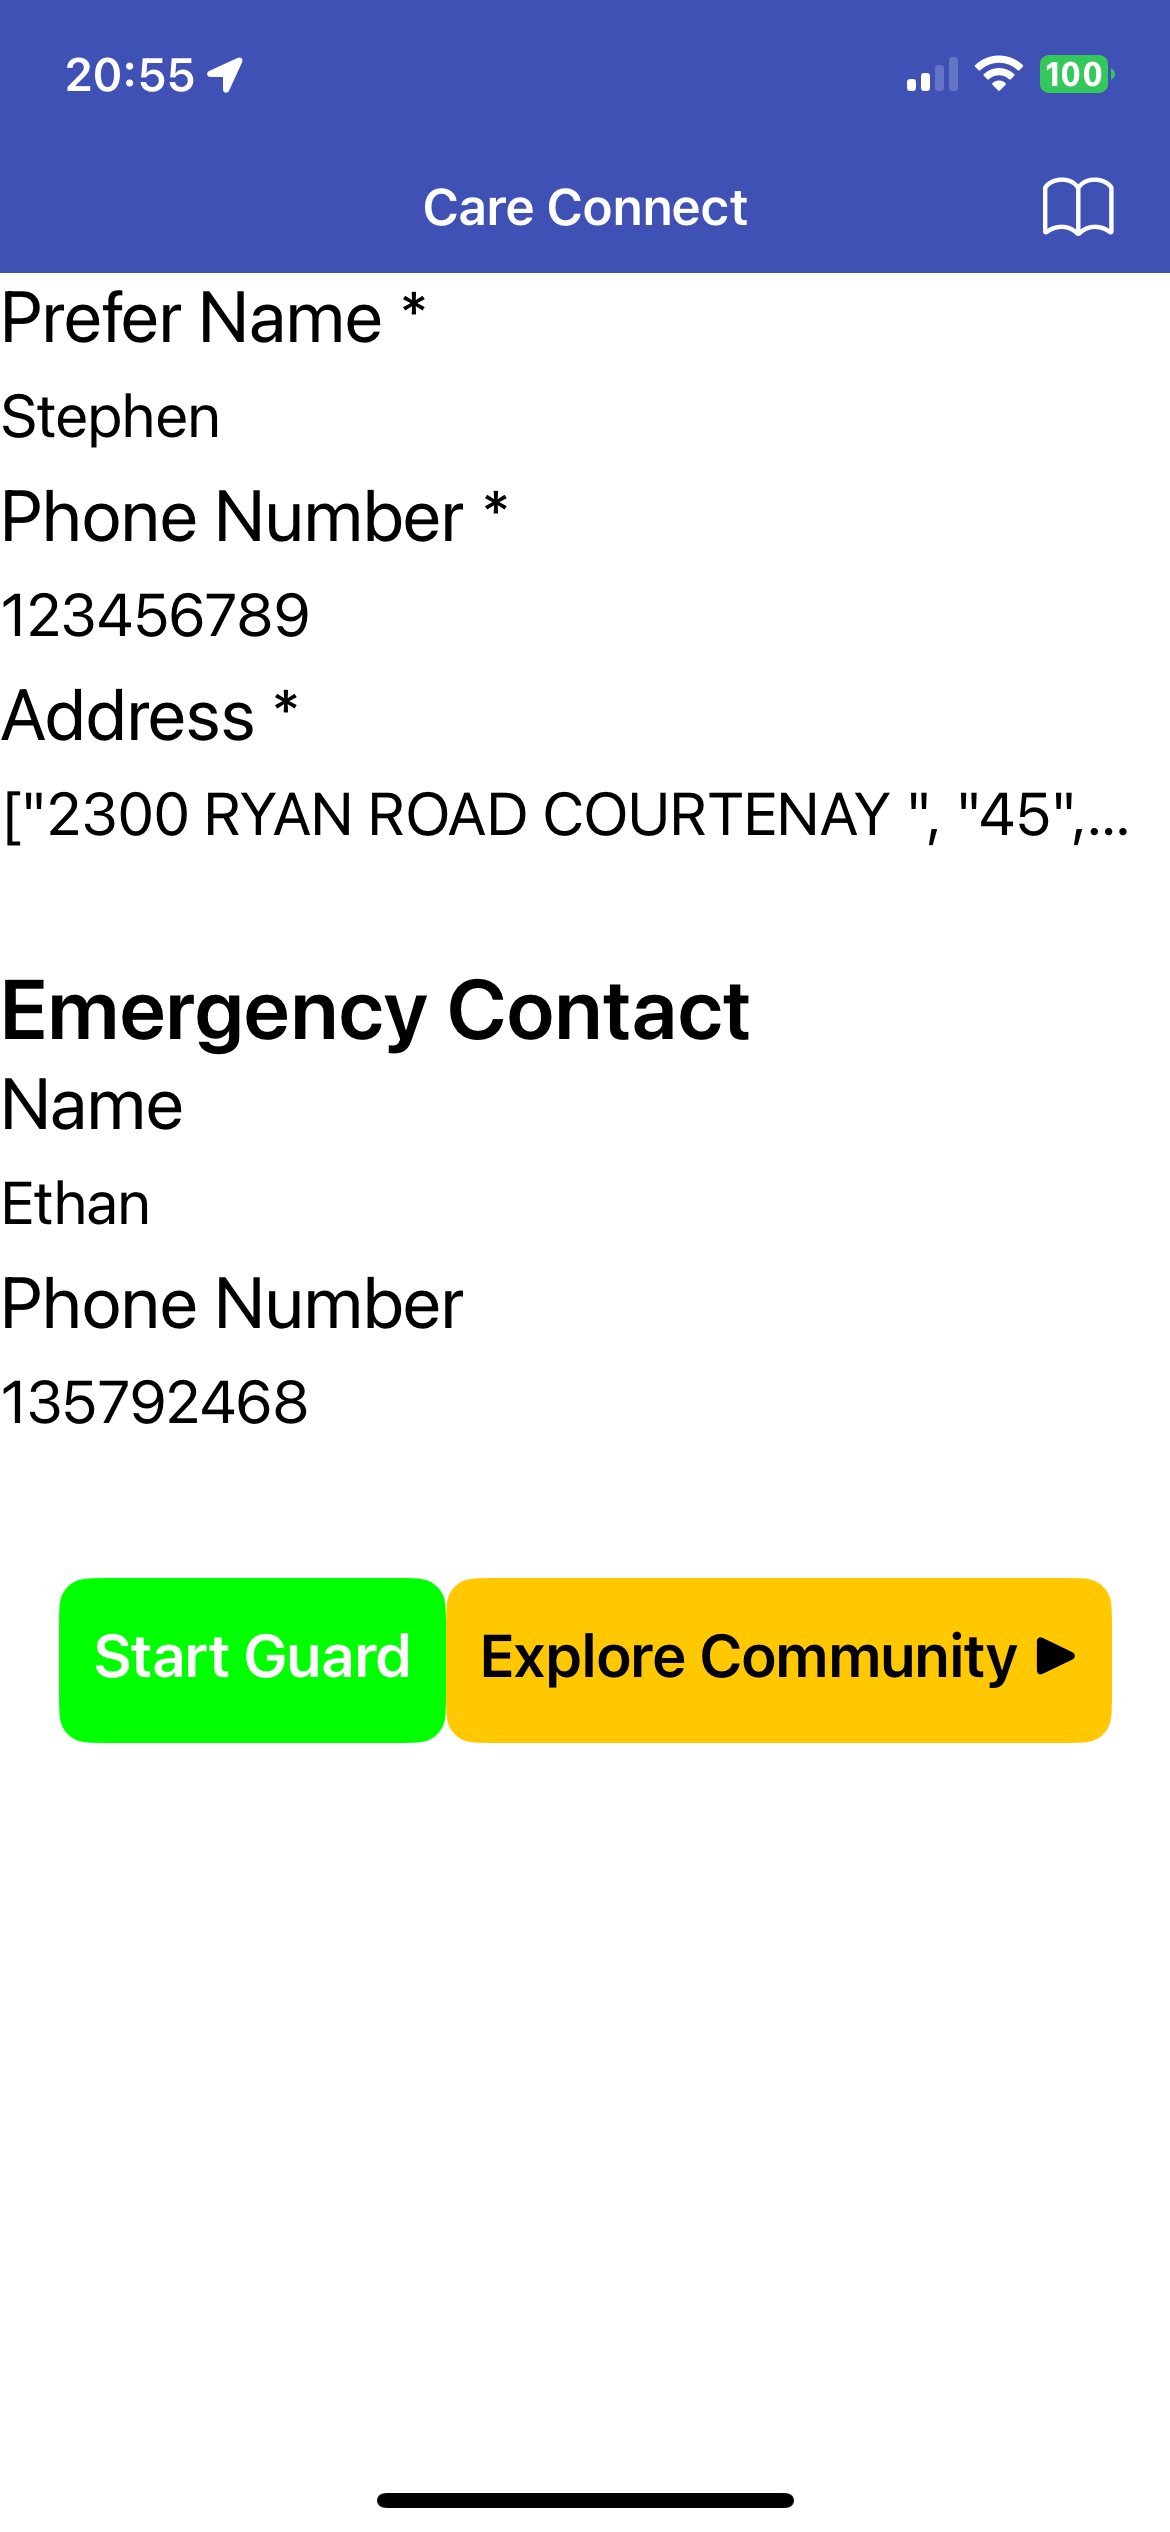 20:55
100
Care Connect
Prefer Name *
Stephen
Phone Number *
123456789
Address *
["2300 RYAN ROAD COURTENAY ", "45",...
Emergency Contact
Name
Ethan
Phone Number
135792468
Start Guard
Explore Community ▶